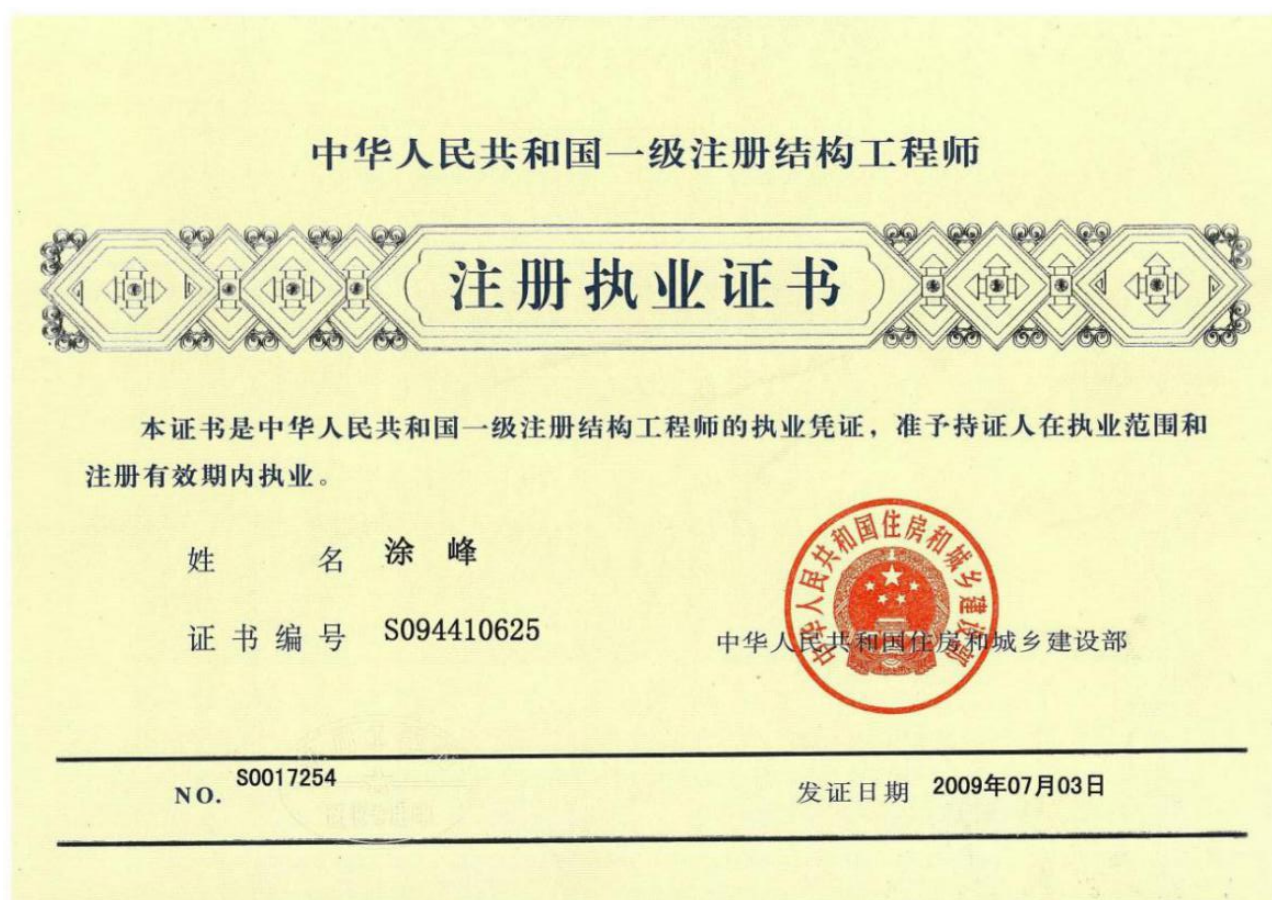 中华人民共和国一级注册结构工程师
注册执业证书
本证书是中华人民共和国一级注册结构工程师的执业凭证，准予持证人在执业范围和
注册有效期内执业。
姓 名 涂 峰
证书编号 S094410625
中华人民共和国住房和城乡建设部
中华人民共和国住房和城乡建设部
NO. S0017254
发证日期 2009年07月03日